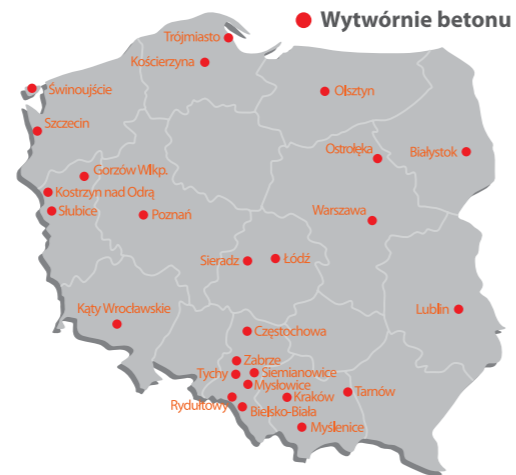 Wytwórnie betonu
Trójmiasto
Kościerzyna
Świnoujście
Olsztyn
Szczecin
Ostrołęka
Białystok
Gorzów Wlkp.
Kostrzyn nad Odrą
Słubice
Poznań
Warszawa
Sieradz
Łódź
Kąty Wrocławskie
Lublin
Częstochowa
Zabrze
Tychy
Siemianowice
Mysłowice
Rydułtowy
Kraków
Tarnów
Bielsko-Biała
Myślenice